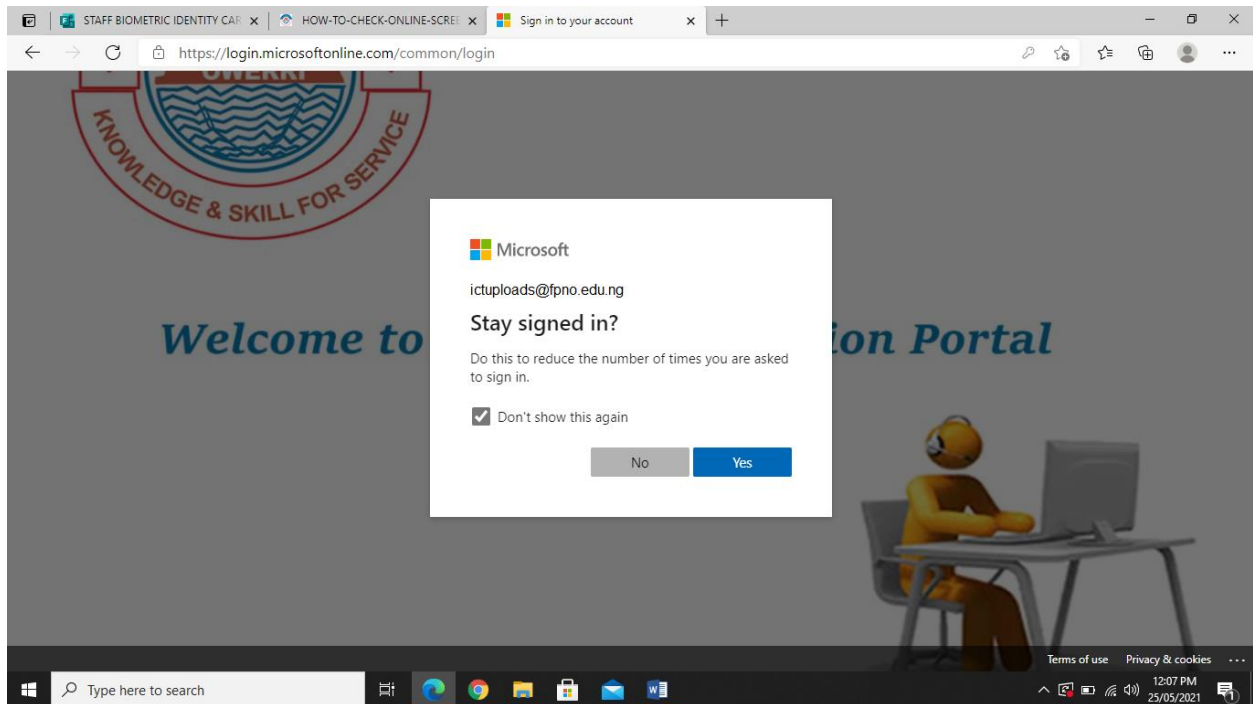 STAFF BIOMETRIC IDENTITY CAR
HOW-TO-CHECK-ONLINE-SCREE
Sign in to your account
https://login.microsoftonline.com/common/login
OWERRI
KNOWLEDGE & SKILL FOR SERVICE
Microsoft
ictuploads@fpno.edu.ng
Stay signed in?
Do this to reduce the number of times you are asked
to sign in.
Don't show this again
No Yes
Welcome to ion Portal
Terms of use Privacy & cookies ...
Type here to search
12:07 PM
25/05/2021
1